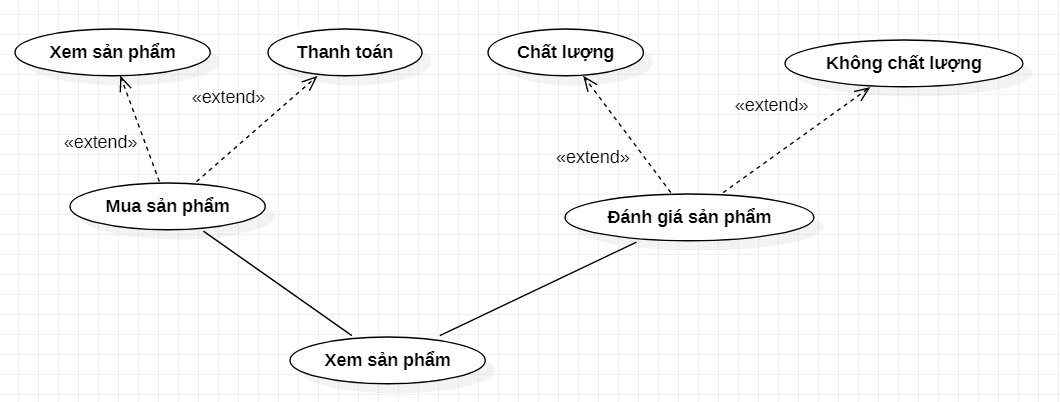 Xem sản phẩm
Thanh toán
Chất lượng
Không chất lượng
«extend»
«extend»
«extend»
«extend»
Mua sản phẩm
Đánh giá sản phẩm
Xem sản phẩm